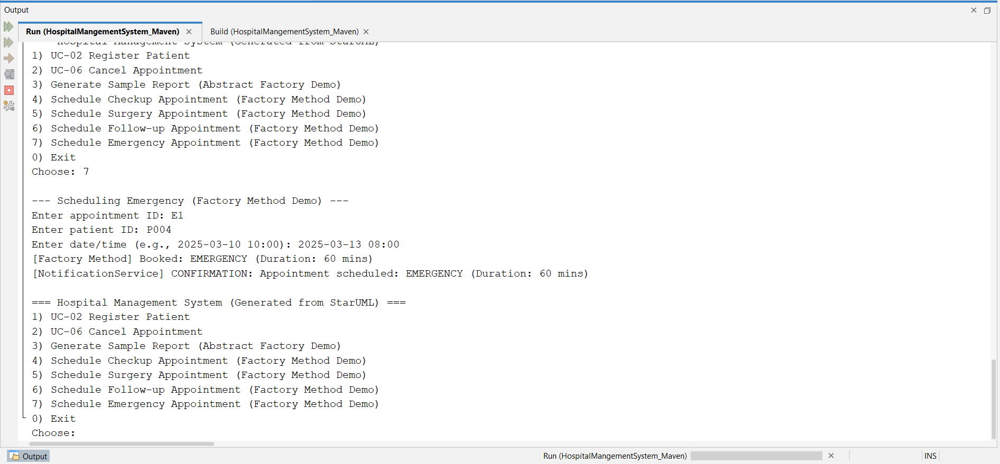 Output
Run (HospitalMangementSystem_Maven)
Build (HospitalMangementSystem_Maven)
Hospital Management System (Generated from StarUML)
1) UC-02 Register Patient
2) UC-06 Cancel Appointment
3) Generate Sample Report (Abstract Factory Demo)
4) Schedule Checkup Appointment (Factory Method Demo)
5) Schedule Surgery Appointment (Factory Method Demo)
6) Schedule Follow-up Appointment (Factory Method Demo)
7) Schedule Emergency Appointment (Factory Method Demo)
0) Exit
Choose: 7
--- Scheduling Emergency (Factory Method Demo) ---
Enter appointment ID: E1
Enter patient ID: P004
Enter date/time (e.g., 2025-03-10 10:00): 2025-03-13 08:00
[Factory Method] Booked: EMERGENCY (Duration: 60 mins)
[NotificationService] CONFIRMATION: Appointment scheduled: EMERGENCY (Duration: 60 mins)
=== Hospital Management System (Generated from StarUML) ===
1) UC-02 Register Patient
2) UC-06 Cancel Appointment
3) Generate Sample Report (Abstract Factory Demo)
4) Schedule Checkup Appointment (Factory Method Demo)
5) Schedule Surgery Appointment (Factory Method Demo)
6) Schedule Follow-up Appointment (Factory Method Demo)
7) Schedule Emergency Appointment (Factory Method Demo)
0) Exit
Choose:
Output
Run (HospitalMangementSystem_Maven)
INS